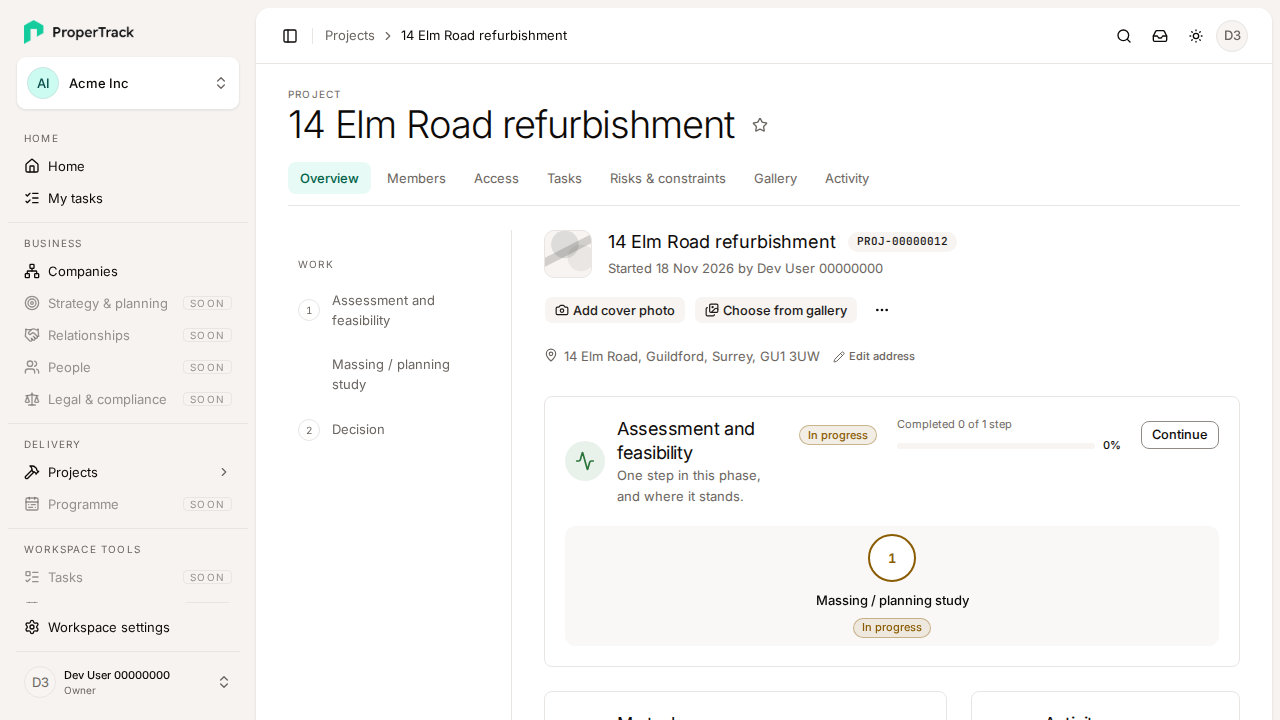 ProperTrack
AI
Acme Inc
HOME
Home
My tasks
BUSINESS
Companies
Strategy & planning
SOON
Relationships
SOON
People
SOON
Legal & compliance
SOON
DELIVERY
Projects
Programme
SOON
WORKSPACE TOOLS
Tasks
SOON
Workspace settings
D3
Dev User 00000000
Owner
Projects
14 Elm Road refurbishment
D3
PROJECT
14 Elm Road refurbishment
Overview
Members
Access
Tasks
Risks & constraints
Gallery
Activity
WORK
1
Assessment and
feasibility
Massing / planning
study
2
Decision
14 Elm Road refurbishment
PROJ-00000012
Started 18 Nov 2026 by Dev User 00000000
Add cover photo
Choose from gallery
14 Elm Road, Guildford, Surrey, GU1 3UW
Edit address
Assessment and
feasibility
One step in this phase,
and where it stands.
In progress
Completed 0 of 1 step
0%
Continue
1
Massing / planning study
In progress